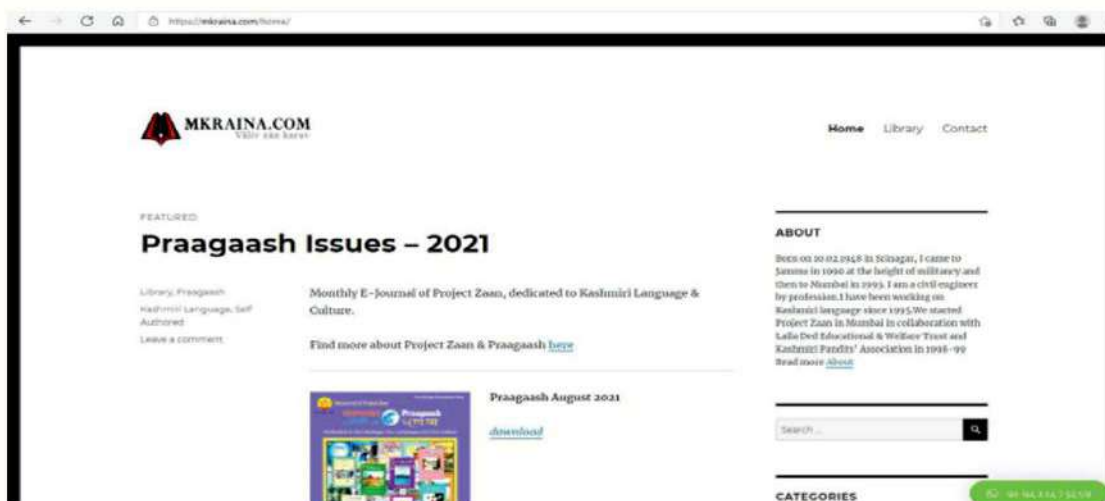 https://mkraina.com/home/
MKRAINA.COM
Home Library Contact
FEATURED
Praagaash Issues – 2021
Library, Praagaash
Kashmiri Language, Self
Authored
Leave a comment
Monthly E-Journal of Project Zaan, dedicated to Kashmiri Language &
Culture.
Find more about Project Zaan & Praagaash here
Praagaash
Praagaash August 2021
download
ABOUT
Born on 10.02.1948 in Srinagar, I came to
Jammu in 1990 at the height of militancy and
then to Mumbai in 1993. I am a civil engineer
by profession.I have been working on
Kashmiri language since 1995.We started
Project Zaan in Mumbai in collaboration with
Lalla Ded Educational & Welfare Trust and
Kashmiri Pandits' Association in 1998-99
Read more About
Search ...
CATEGORIES